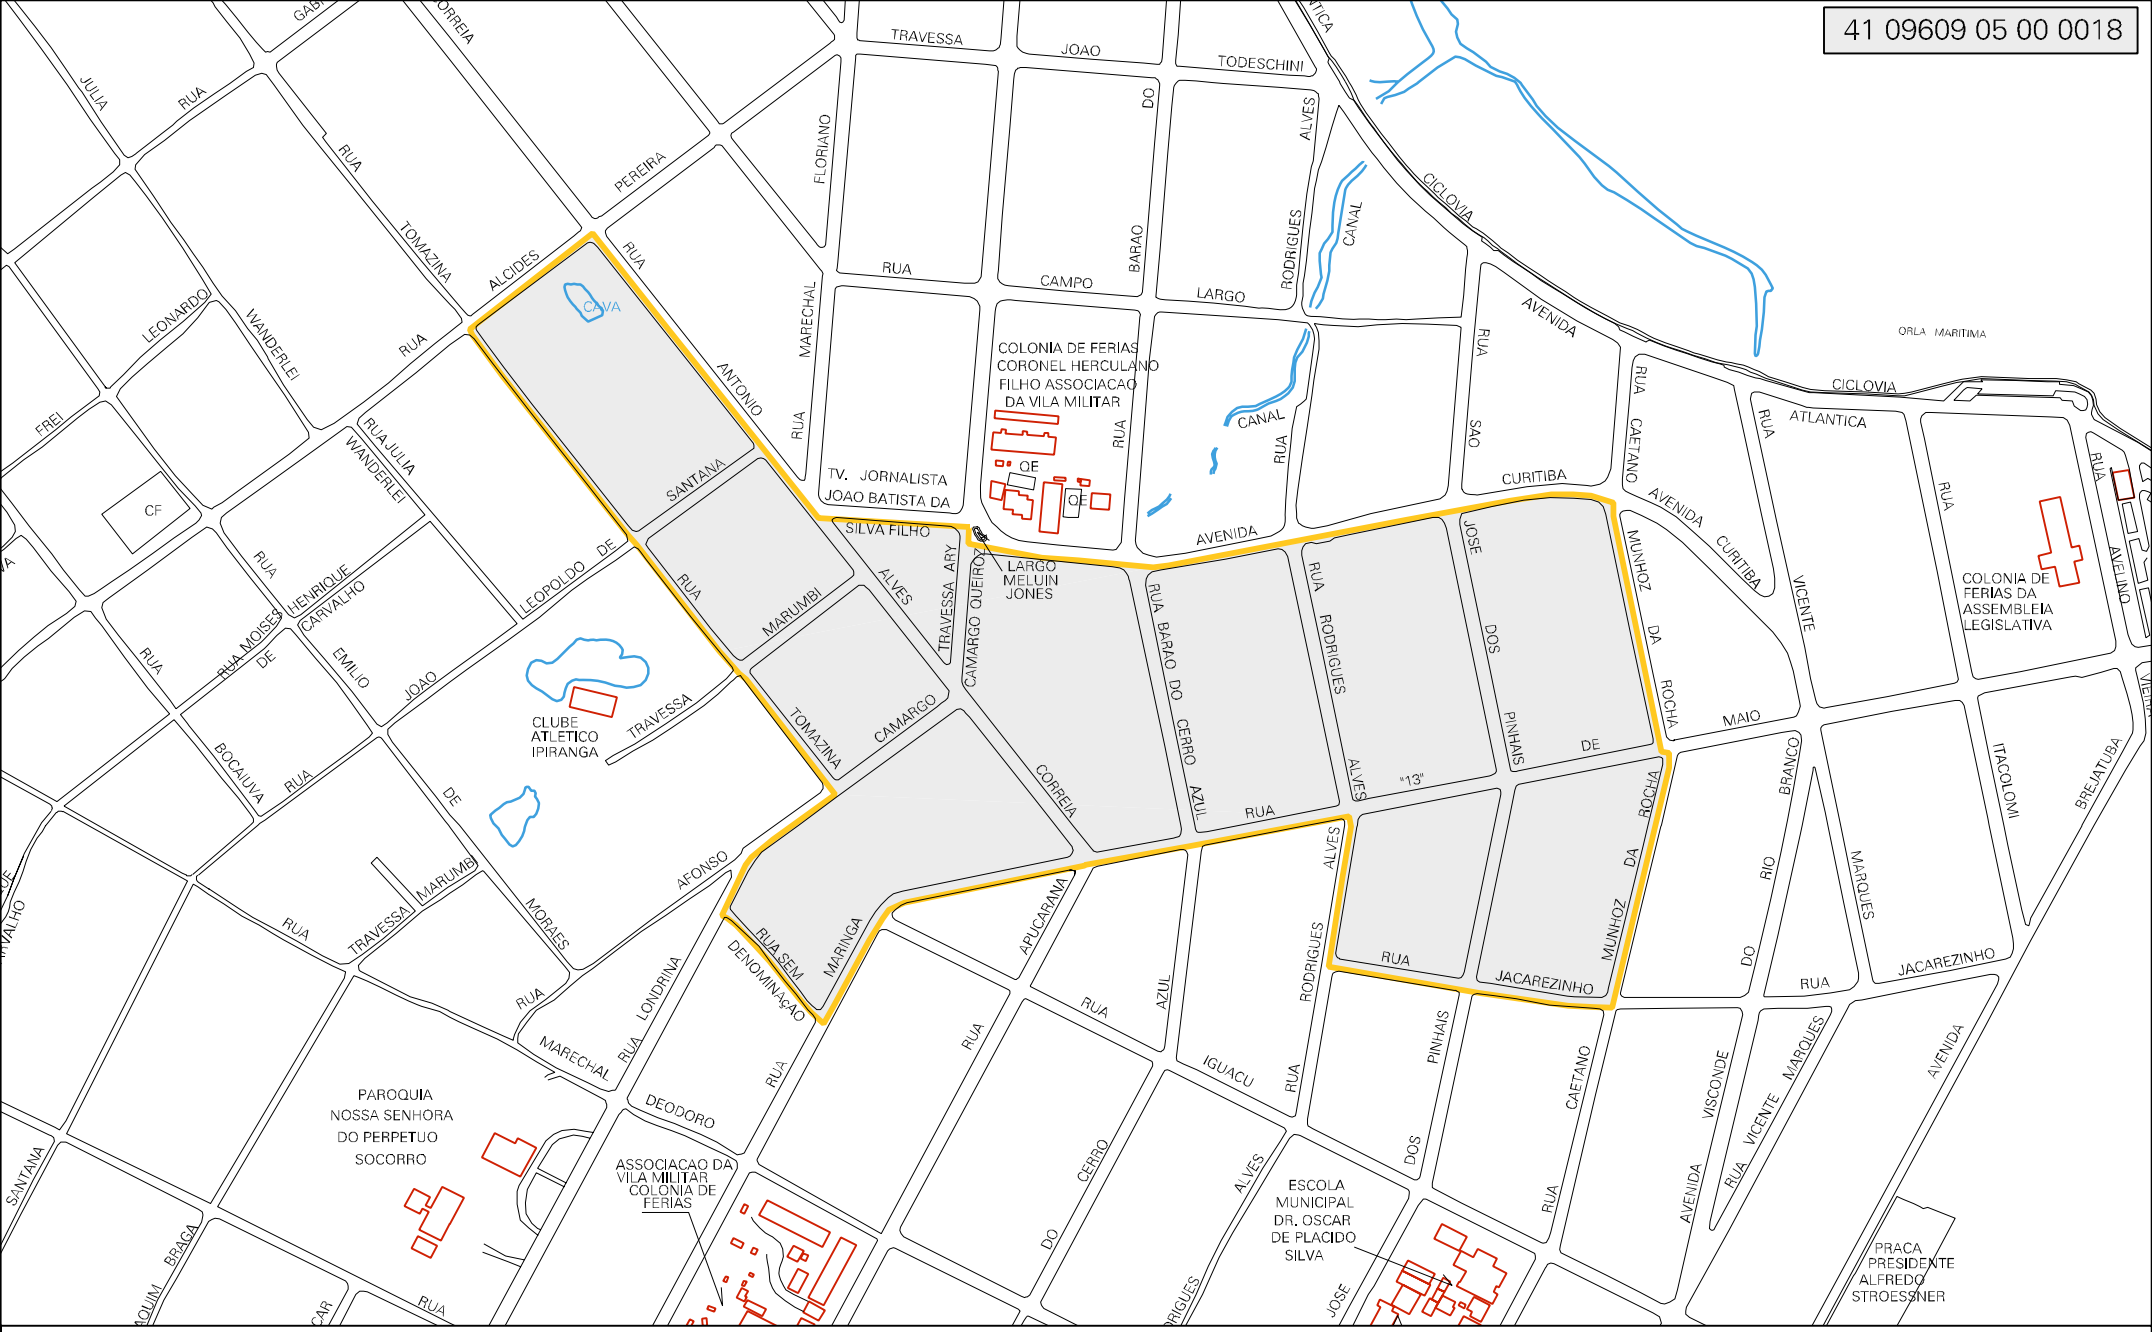 41 09609 05 00 0018
TRAVESSA
JOAO
TODESCHINI
JULIA
RUA
RUA
TOMAZINA
PEREIRA
FLORIANO
DO
ALVES
CICLOVIA
CANAL
RODRIGUES
BARAO
RUA
CAMPO
LARGO
ALCIDES
RUA
CAVA
MARECHAL
LEONARDO
WANDERLEI
RUA
ANTONIO
RUA
AVENIDA
ORLA MARITIMA
CICLOVIA
ATLANTICA
COLONIA DE FERIAS
CORONEL HERCULANO
FILHO ASSOCIACAO
DA VILA MILITAR
CANAL
RUA
RUA
RUA
SAO
RUA
CAETANO
RUA
FREI
RUA JULIA
WANDERLEI
SANTANA
TV. JORNALISTA
JOAO BATISTA DA
SILVA FILHO
QE
QE
CURITIBA
AVENIDA
CURITIBA
AVENIDA
RUA
RUA
CF
LARGO
MELUIN
JONES
TRAVESSA ARY
CAMARGO QUEIROZ
ALVES
JOSE
DOS
PINHAIS
MUNHOZ
DA
ROCHA
VICENTE
AVELINO
COLONIA DE
FERIAS DA
ASSEMBLEIA
LEGISLATIVA
RUA
HENRIQUE
CARVALHO
RUA MOISES
DE
LEOPOLDO DE
JOAO
RUA
MARUMBI
RUA
EMILIO
RUA BARAO DO CERRO AZUL
RUA
RODRIGUES
ALVES
CLUBE
ATLETICO
IPIRANGA
TRAVESSA
TOMAZINA
CAMARGO
CORREIA
RUA
"13"
DE
MAIO
BOCAIUVA
RUA
DE
ITACOLOMI
BREJATUBA
BRANCO
RIO
DO
ROCHA
DA
MUNHOZ
MARQUES
AFONSO
MARUMBI
TRAVESSA
RUA
MORAES
RUA
RUA SEM
DENOMINAçAO
MARINGA
APUCARANA
ALVES
RODRIGUES
RUA
RUA
JACAREZINHO
RUA
JACAREZINHO
LONDRINA
RUA
MARECHAL
DEODORO
RUA
RUA
RUA
AZUL
IGUACU
PINHAIS
DOS
CAETANO
RUA
VISCONDE
AVENIDA
MARQUES
VICENTE
RUA
AVENIDA
PAROQUIA
NOSSA SENHORA
DO PERPETUO
SOCORRO
ASSOCIACAO DA
VILA MILITAR
COLONIA DE
FERIAS
CERRO
DO
ALVES
ESCOLA
MUNICIPAL
DR. OSCAR
DE PLACIDO
SILVA
JOSE
PRACA
PRESIDENTE
ALFREDO
STROESSNER
SANTANA
BRAGA
RUA